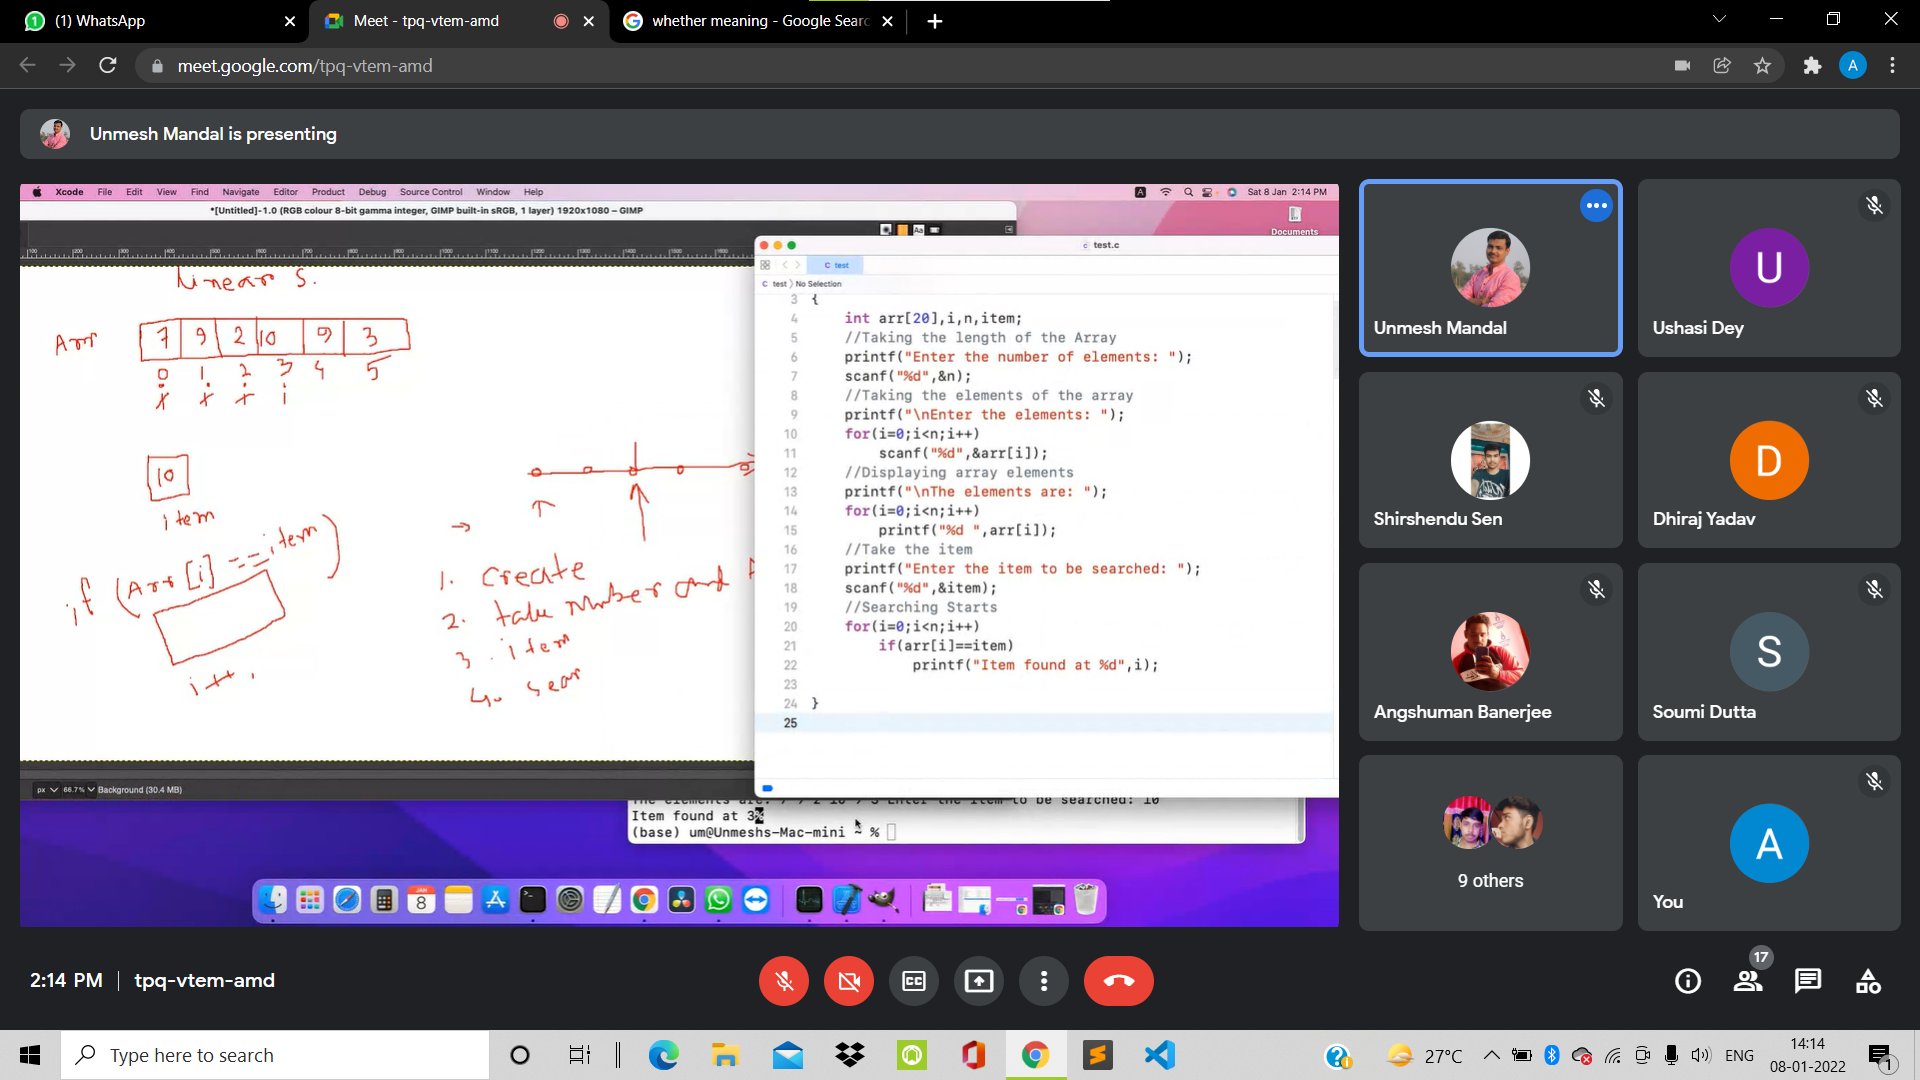 (1) WhatsApp
Meet - tpq-vtem-amd
whether meaning - Google Searc
meet.google.com/tpq-vtem-amd
A
Unmesh Mandal is presenting
Xcode File Edit View Find Navigate Editor Product Debug Source Control Window Help
A
Sat 8 Jan 2:14 PM
*[Untitled]-1.0 (RGB colour 8-bit gamma integer, GIMP built-in sRGB, 1 layer) 1920x1080 – GIMP
Documents
Linear S.
Arr 7 9 2 10 9 3
0 1 2 3 4 5
i
10
item
if (Arr[i] == item)
i++.
1. Create
2. take number and
3. item
4. sear
test.c
C test
C test › No Selection
3 {
4 int arr[20],i,n,item;
5 //Taking the length of the Array
6 printf("Enter the number of elements: ");
7 scanf("%d",&n);
8 //Taking the elements of the array
9 printf("\nEnter the elements: ");
10 for(i=0;i<n;i++)
11 scanf("%d",&arr[i]);
12 //Displaying array elements
13 printf("\nThe elements are: ");
14 for(i=0;i<n;i++)
15 printf("%d ",arr[i]);
16 //Take the item
17 printf("Enter the item to be searched: ");
18 scanf("%d",&item);
19 //Searching Starts
20 for(i=0;i<n;i++)
21 if(arr[i]==item)
22 printf("Item found at %d",i);
23
24 }
25
px 66.7% Background (30.4 MB)
Item found at 3%
(base) um@Unmeshs-Mac-mini ~ %
JAN
8
Unmesh Mandal
U
Ushasi Dey
Shirshendu Sen
D
Dhiraj Yadav
Angshuman Banerjee
S
Soumi Dutta
9 others
A
You
2:14 PM | tpq-vtem-amd
CC
17
Type here to search
27°C
ENG
14:14
08-01-2022
1